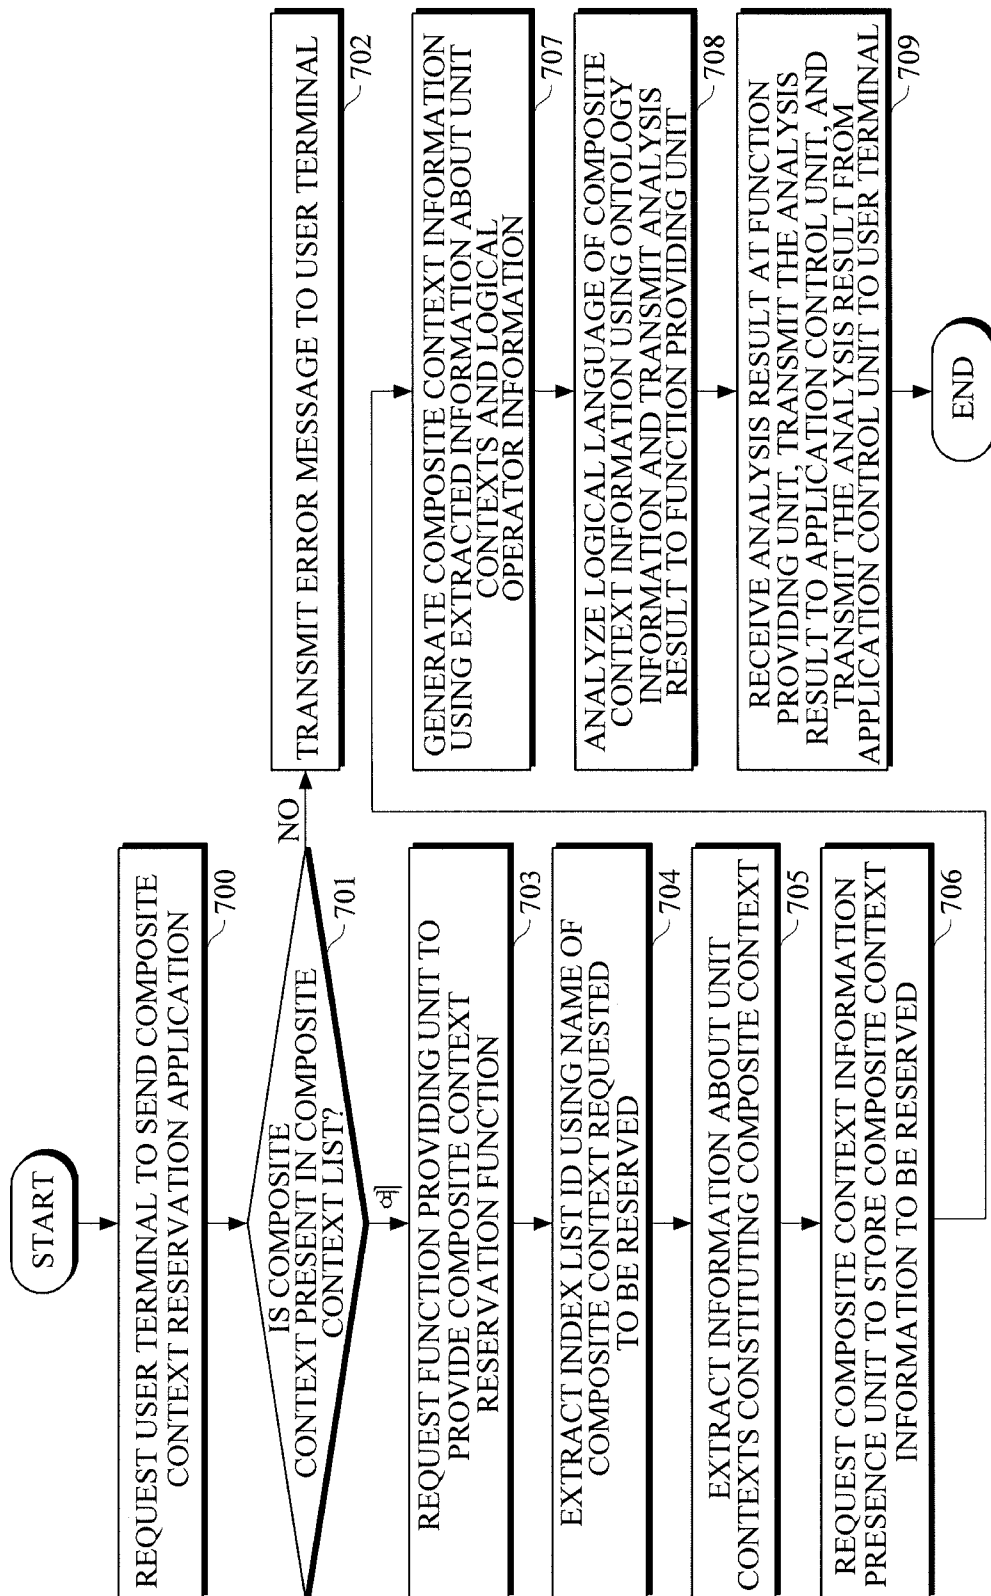 START
REQUEST USER TERMINAL TO SEND COMPOSITE
CONTEXT RESERVATION APPLICATION
700
IS COMPOSITE
CONTEXT PRESENT IN COMPOSITE
CONTEXT LIST?
701
NO
TRANSMIT ERROR MESSAGE TO USER TERMINAL
702
예
REQUEST FUNCTION PROVIDING UNIT TO
PROVIDE COMPOSITE CONTEXT
RESERVATION FUNCTION
703
EXTRACT INDEX LIST ID USING NAME OF
COMPOSITE CONTEXT REQUESTED
TO BE RESERVED
704
EXTRACT INFORMATION ABOUT UNIT
CONTEXTS CONSTITUTING COMPOSITE CONTEXT
705
REQUEST COMPOSITE CONTEXT INFORMATION
PRESENCE UNIT TO STORE COMPOSITE CONTEXT
INFORMATION TO BE RESERVED
706
GENERATE COMPOSITE CONTEXT INFORMATION
USING EXTRACTED INFORMATION ABOUT UNIT
CONTEXTS AND LOGICAL
OPERATOR INFORMATION
707
ANALYZE LOGICAL LANGUAGE OF COMPOSITE
CONTEXT INFORMATION USING ONTOLOGY
INFORMATION AND TRANSMIT ANALYSIS
RESULT TO FUNCTION PROVIDING UNIT
708
RECEIVE ANALYSIS RESULT AT FUNCTION
PROVIDING UNIT, TRANSMIT THE ANALYSIS
RESULT TO APPLICATION CONTROL UNIT, AND
TRANSMIT THE ANALYSIS RESULT FROM
APPLICATION CONTROL UNIT TO USER TERMINAL
709
END